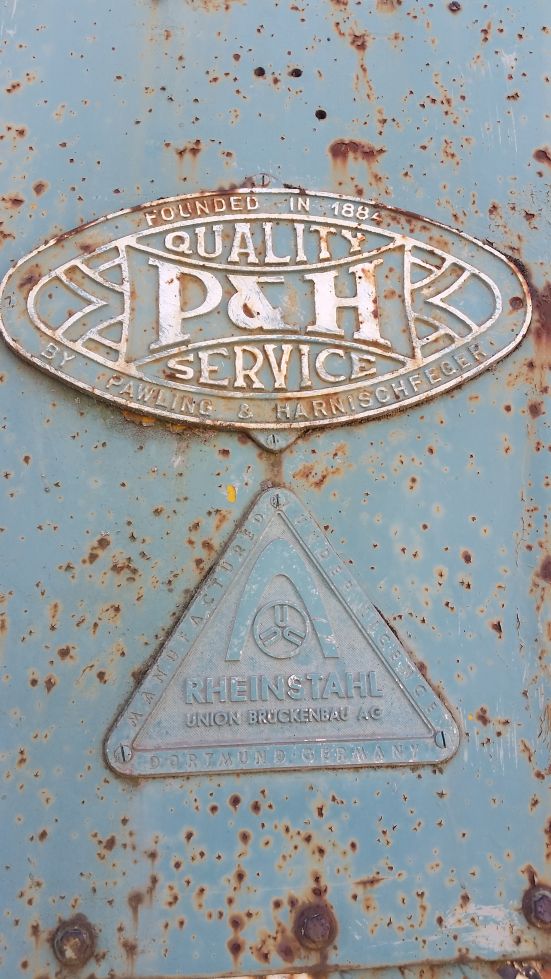 FOUNDED IN 1884
QUALITY
P&H
SERVICE
BY PAWLING & HARNISCHFEGER
MANUFACTURED UNDER LICENCE
U
RHEINSTAHL
UNION BRÜCKENBAU AG
DORTMUND GERMANY